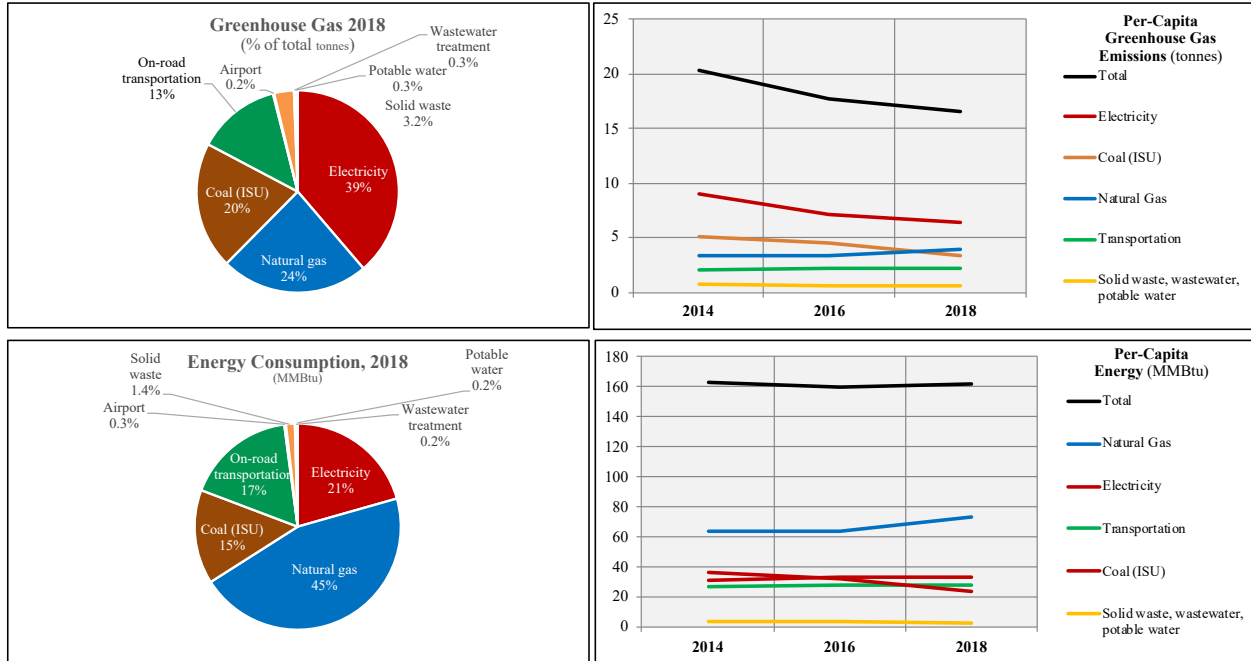 Greenhouse Gas 2018
(% of total tonnes)
Wastewater
treatment
0.3%
On-road
transportation
13%
Airport
0.2%
Potable water
0.3%
Solid waste
3.2%
Electricity
39%
Coal (ISU)
20%
Natural gas
24%
Per-Capita
Greenhouse Gas
Emissions (tonnes)
25
20
15
10
5
0
2014
2016
2018
Total
Electricity
Coal (ISU)
Natural Gas
Transportation
Solid waste, wastewater,
potable water
Energy Consumption, 2018
(MMBtu)
Solid
waste
1.4%
Potable
water
0.2%
Airport
0.3%
Wastewater
treatment
0.2%
On-road
transportation
17%
Electricity
21%
Coal (ISU)
15%
Natural gas
45%
Per-Capita
Energy (MMBtu)
180
160
140
120
100
80
60
40
20
0
2014
2016
2018
Total
Natural Gas
Electricity
Transportation
Coal (ISU)
Solid waste, wastewater,
potable water